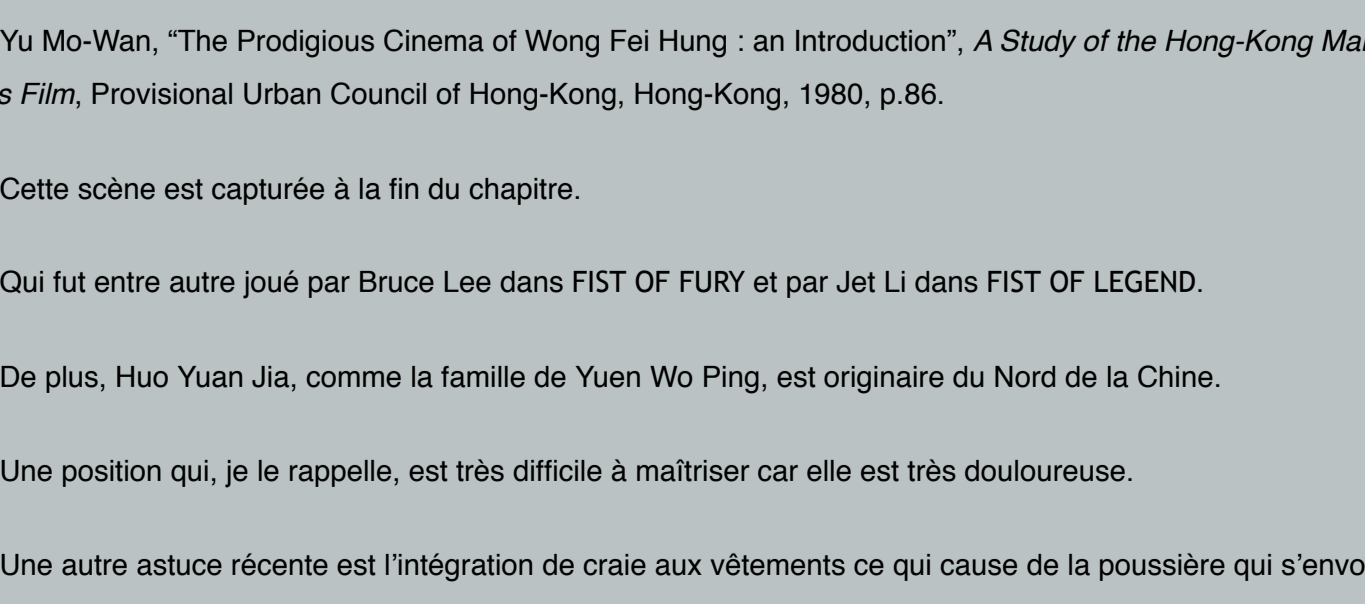 Yu Mo-Wan, “The Prodigious Cinema of Wong Fei Hung : an Introduction”, A Study of the Hong-Kong Mar
s Film, Provisional Urban Council of Hong-Kong, Hong-Kong, 1980, p.86.
Cette scène est capturée à la fin du chapitre.
Qui fut entre autre joué par Bruce Lee dans FIST OF FURY et par Jet Li dans FIST OF LEGEND.
De plus, Huo Yuan Jia, comme la famille de Yuen Wo Ping, est originaire du Nord de la Chine.
Une position qui, je le rappelle, est très difficile à maîtriser car elle est très douloureuse.
Une autre astuce récente est l’intégration de craie aux vêtements ce qui cause de la poussière qui s’envo